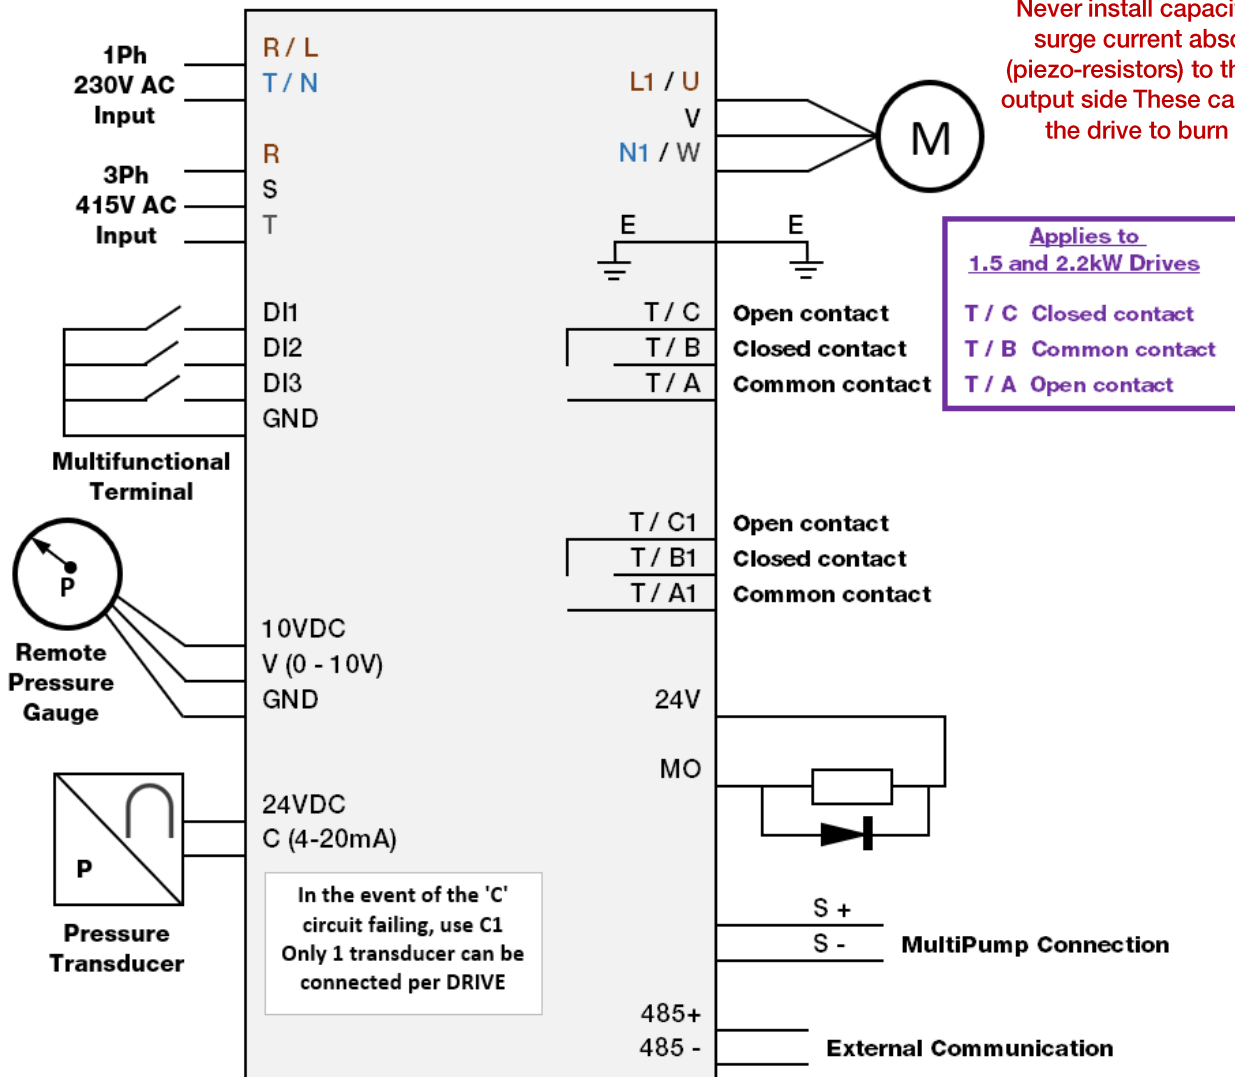 Never install capaci
surge current abso
(piezo-resistors) to th
output side These ca
the drive to burn
1Ph
230V AC
Input
R / L
T / N
3Ph
415V AC
Input
R
S
T
L1 / U
V
N1 / W
M
E
E
Applies to
1.5 and 2.2kW Drives
T / C Closed contact
T / B Common contact
T / A Open contact
DI1
DI2
DI3
GND
Multifunctional
Terminal
T / C Open contact
T / B Closed contact
T / A Common contact
T / C1 Open contact
T / B1 Closed contact
T / A1 Common contact
P
Remote
Pressure
Gauge
10VDC
V (0 - 10V)
GND
24V
MO
P
Pressure
Transducer
24VDC
C (4-20mA)
In the event of the 'C'
circuit failing, use C1
Only 1 transducer can be
connected per DRIVE
S +
S -
MultiPump Connection
485+
485 -
External Communication